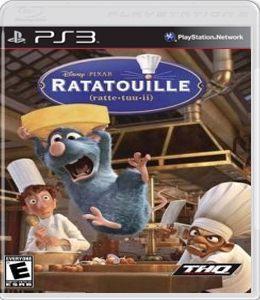 PS3
PlayStation Network
Disney · PIXAR
RATATOUILLE
(ratte·tuu·ii)
EVERYONE
E
THQ